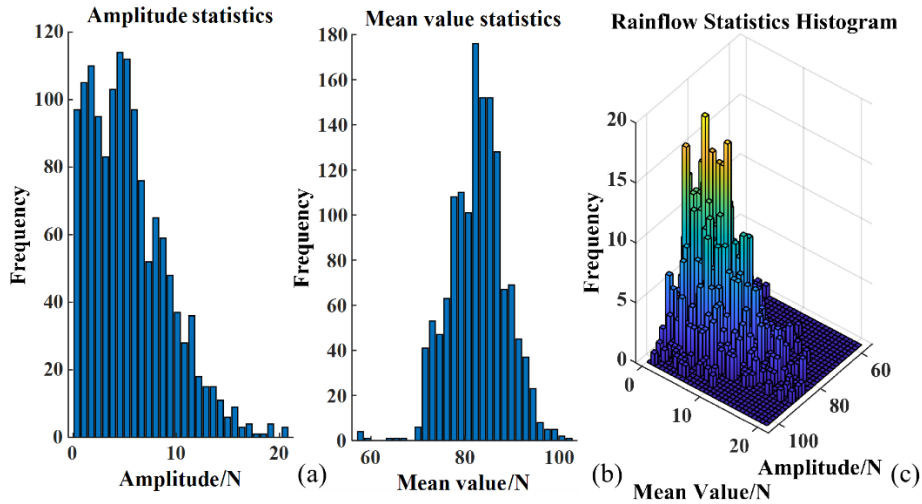 Amplitude statistics
120
100
80
60
40
20
0
Frequency
0
10
20
Amplitude/N
(a)
Mean value statistics
180
160
140
120
100
80
60
40
20
0
Frequency
60
80
100
Mean value/N
(b)
Rainflow Statistics Histogram
20
15
10
5
0
Frequency
0
10
20
60
80
100
Amplitude/N
Mean Value/N
(c)